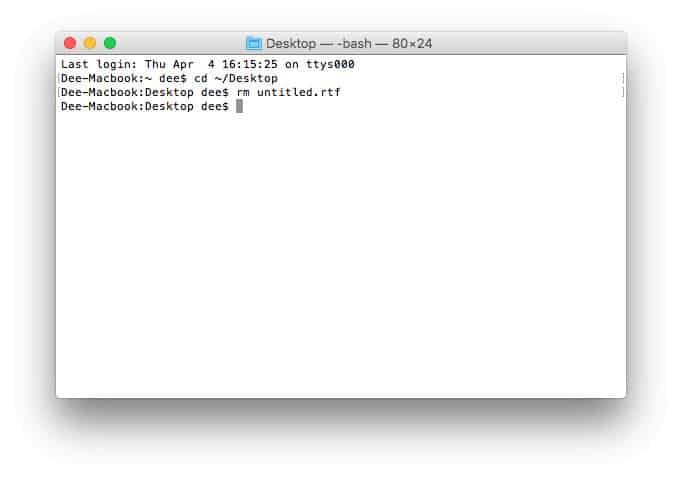 Desktop — -bash — 80×24
Last login: Thu Apr  4 16:15:25 on ttys000
[Dee-Macbook:~ dee$ cd ~/Desktop ]
[Dee-Macbook:Desktop dee$ rm untitled.rtf ]
Dee-Macbook:Desktop dee$